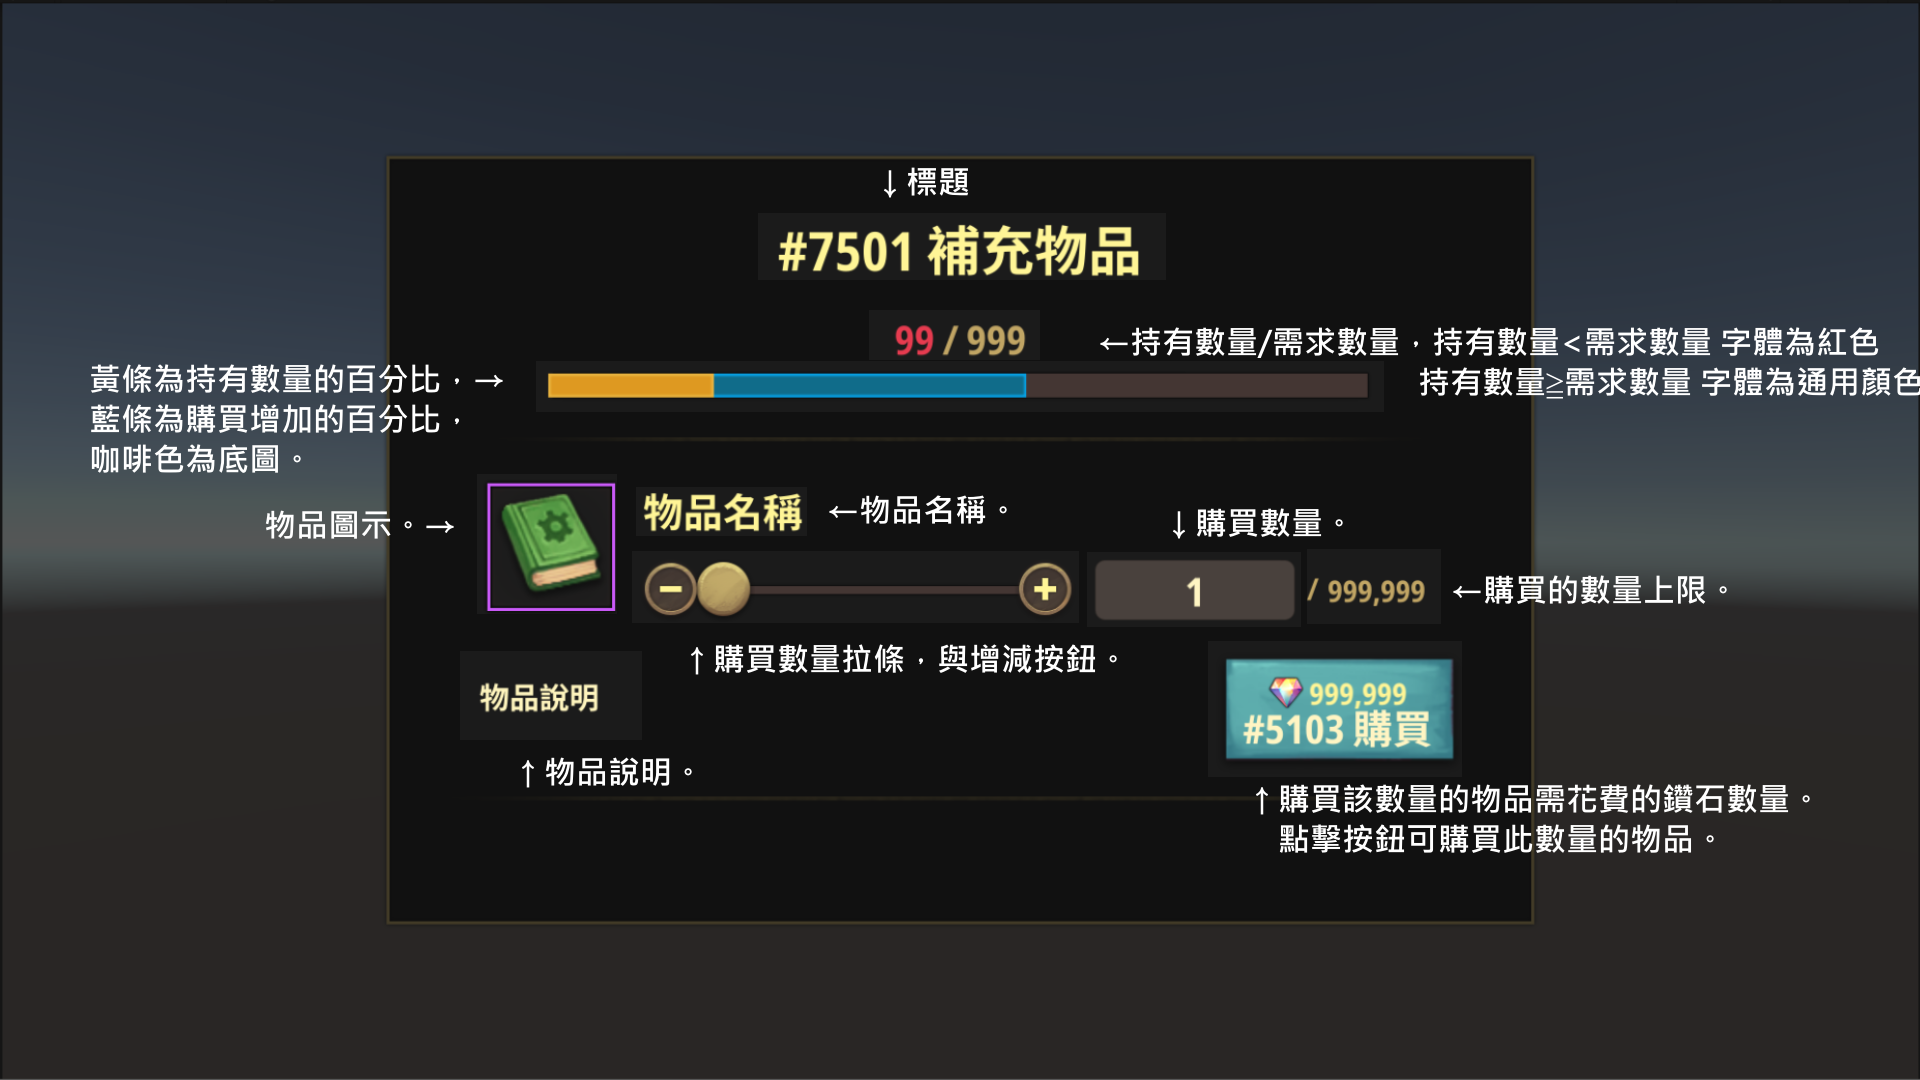 ↓標題
#7501 補充物品
99 / 999
←持有數量/需求數量，持有數量<需求數量 字體為紅色
持有數量≧需求數量 字體為通用顏色
黃條為持有數量的百分比，→
藍條為購買增加的百分比，
咖啡色為底圖。
物品圖示。→
物品名稱
←物品名稱。
↓購買數量。
1
/ 999,999
←購買的數量上限。
↑購買數量拉條，與增減按鈕。
物品說明
↑物品說明。
999,999
#5103 購買
↑購買該數量的物品需花費的鑽石數量。
點擊按鈕可購買此數量的物品。